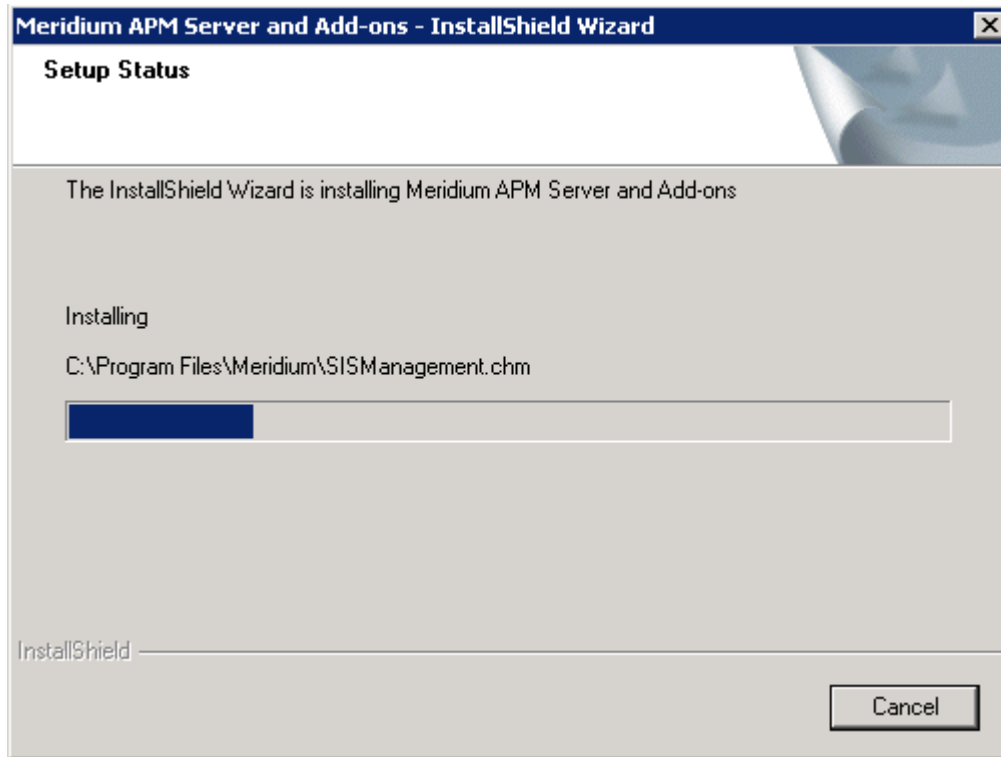 Meridium APM Server and Add-ons - InstallShield Wizard
Setup Status
The InstallShield Wizard is installing Meridium APM Server and Add-ons
Installing
C:\Program Files\Meridium\SISManagement.chm
InstallShield
Cancel